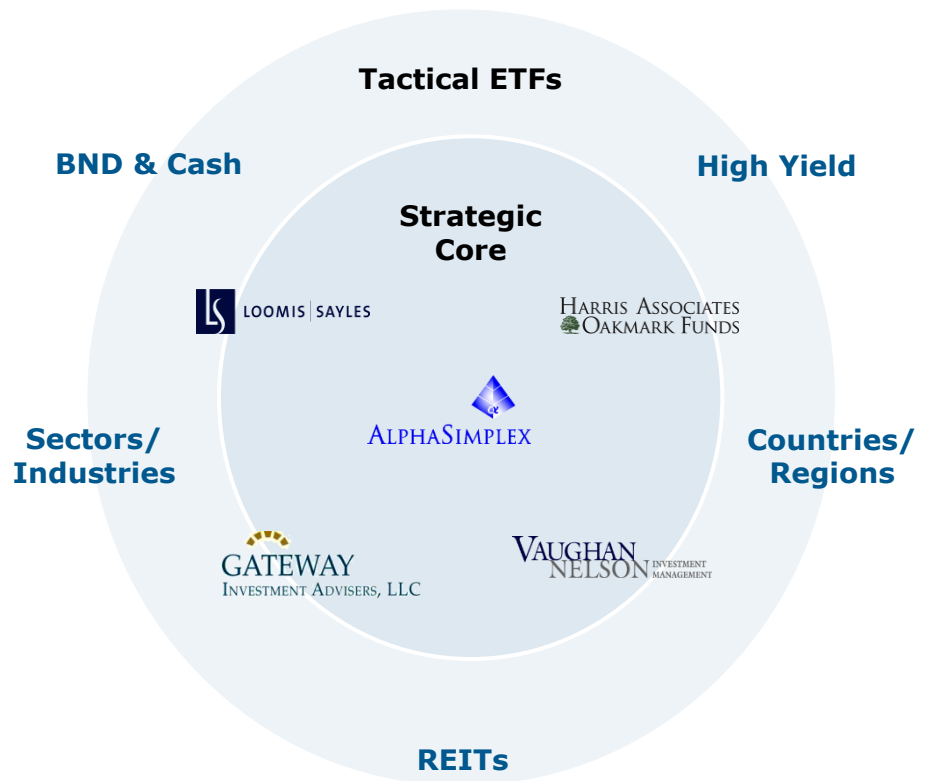 Tactical ETFs
BND & Cash
High Yield
Strategic
Core
LS LOOMIS | SAYLES
HARRIS ASSOCIATES
OAKMARK FUNDS
α
ALPHASIMPLEX
Sectors/
Industries
Countries/
Regions
GATEWAY
INVESTMENT ADVISERS, LLC
VAUGHAN
NELSON INVESTMENT
MANAGEMENT
REITs